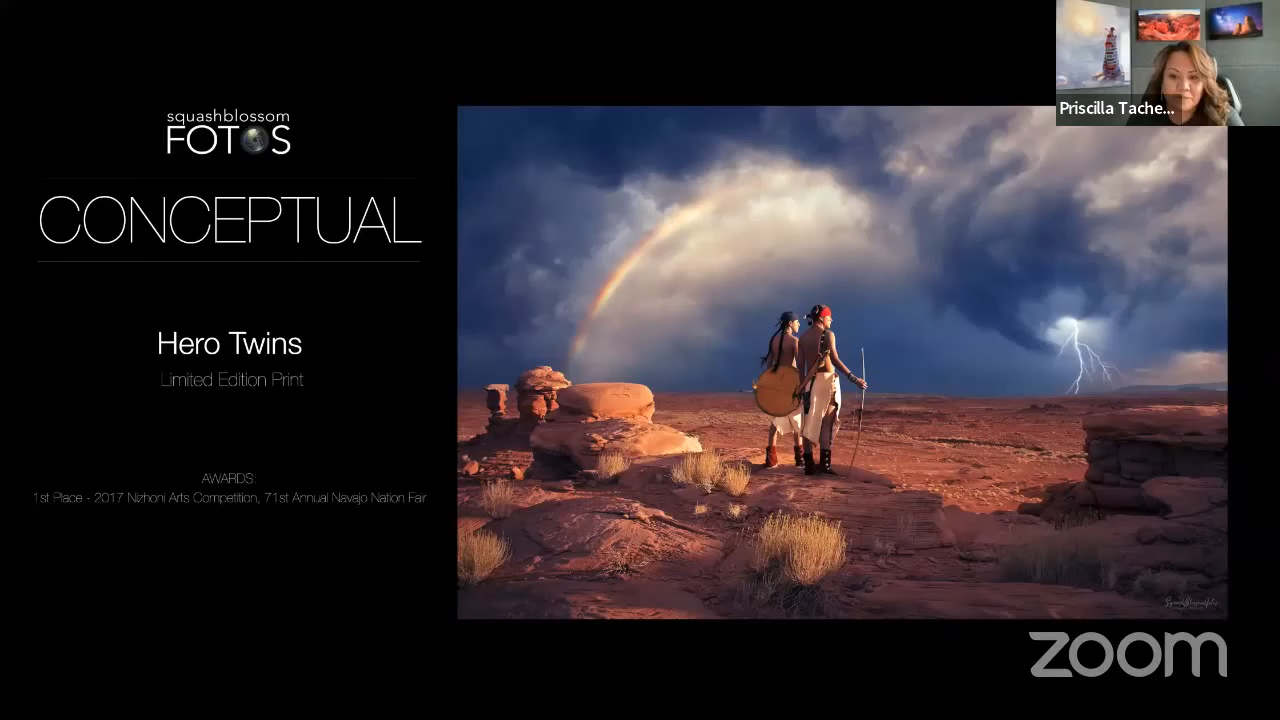 squashblossom
FOTOS
CONCEPTUAL
Hero Twins
Limited Edition Print
AWARDS:
1st Place - 2017 Nizhoni Arts Competition, 71st Annual Navajo Nation Fair
Priscilla Tache...
SquashBlossomFotos
zoom